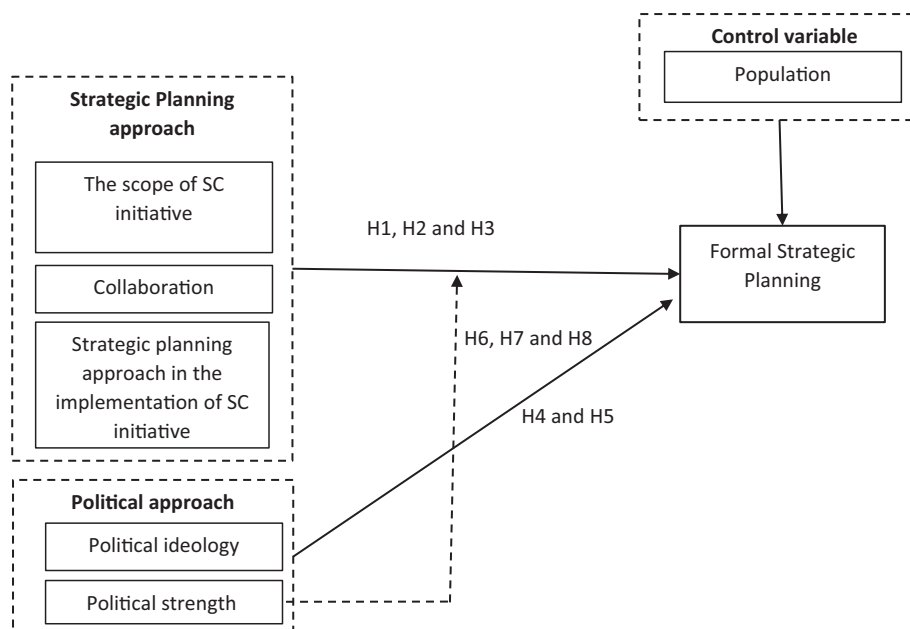 Control variable
Population
Strategic Planning
approach
The scope of SC
initiative
Collaboration
Strategic planning
approach in the
implementation of SC
initiative
H1, H2 and H3
Formal Strategic
Planning
H6, H7 and H8
H4 and H5
Political approach
Political ideology
Political strength